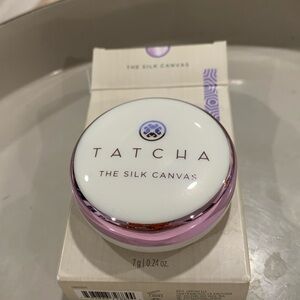 THE SILK CANVAS
TATCHA
THE SILK CANVAS
7 g | 0.24 oz.